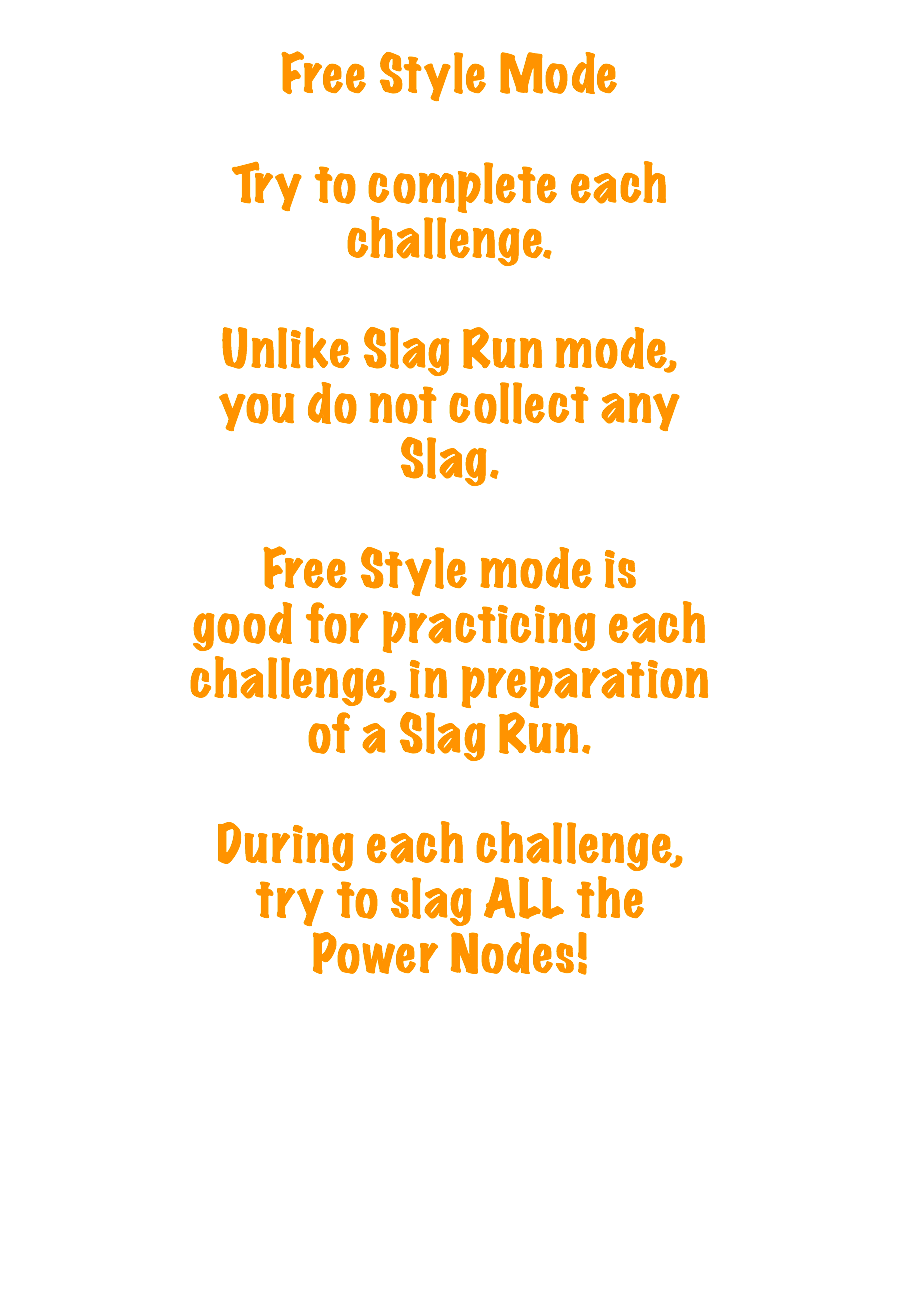 Free Style Mode
Try to complete each
challenge.
Unlike Slag Run mode,
you do not collect any
Slag.
Free Style mode is
good for practicing each
challenge, in preparation
of a Slag Run.
During each challenge,
try to slag ALL the
Power Nodes!